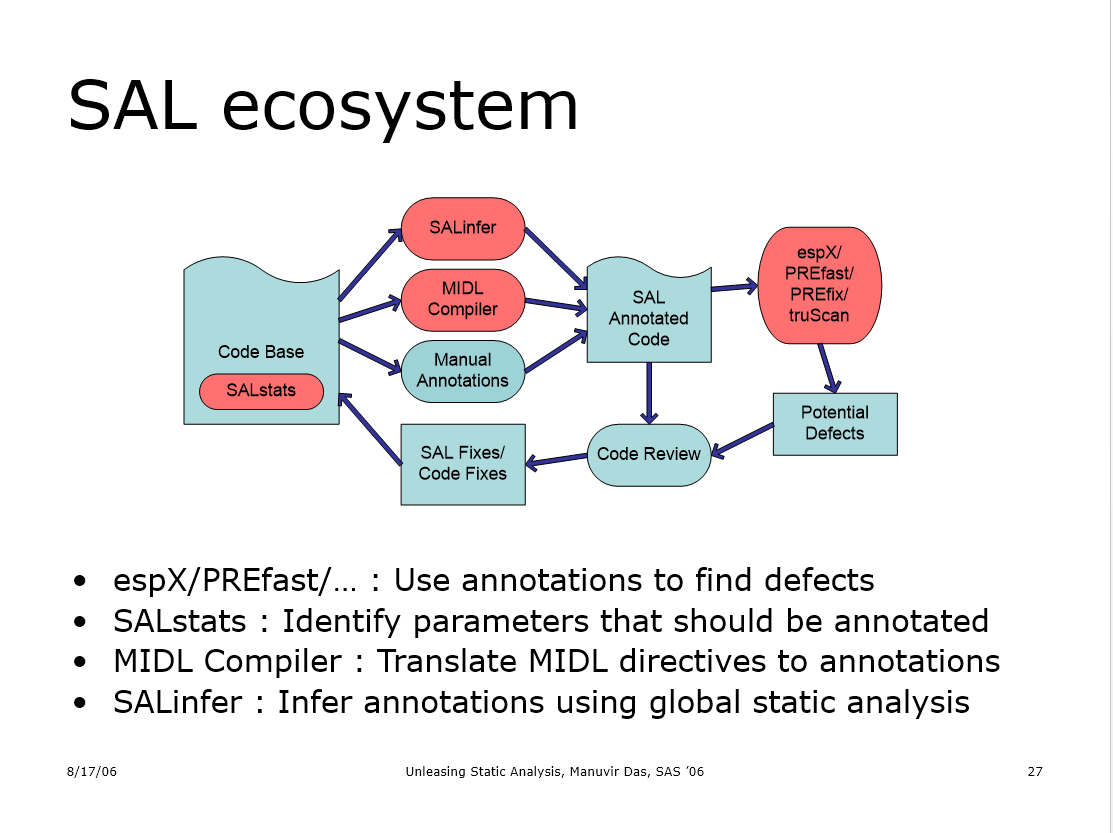 SAL ecosystem
SALinfer
MIDL
Compiler
Manual
Annotations
Code Base
SALstats
SAL
Annotated
Code
espX/
PREfast/
PREfix/
truScan
Potential
Defects
Code Review
SAL Fixes/
Code Fixes
• espX/PREfast/… : Use annotations to find defects
• SALstats : Identify parameters that should be annotated
• MIDL Compiler : Translate MIDL directives to annotations
• SALinfer : Infer annotations using global static analysis
8/17/06
Unleasing Static Analysis, Manuvir Das, SAS ’06
27